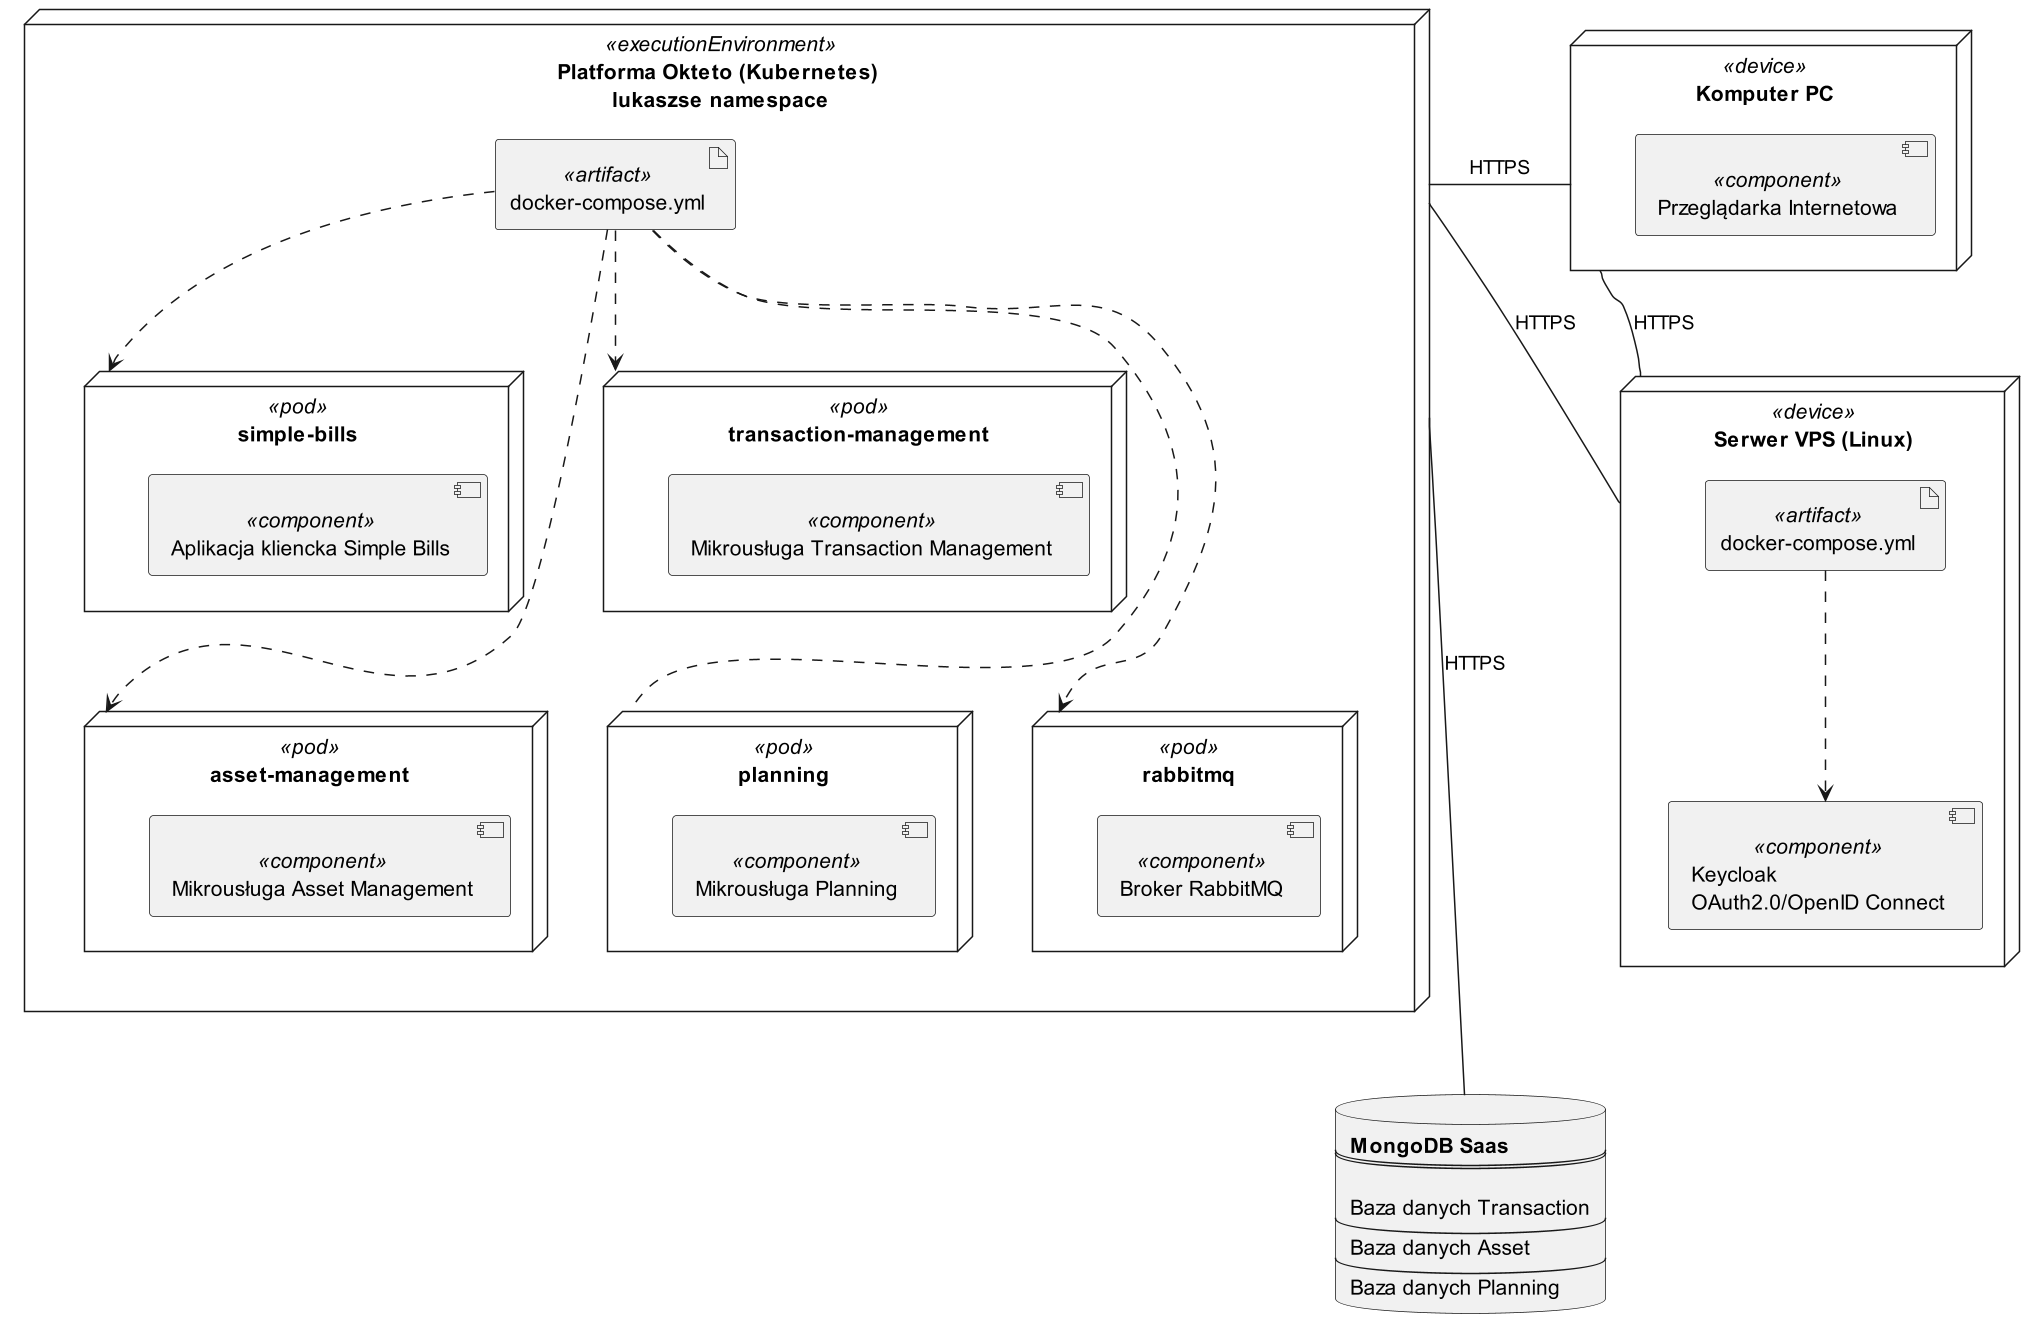 «executionEnvironment»
Platforma Okteto (Kubernetes)
lukaszse namespace
«artifact»
docker-compose.yml
«pod»
simple-bills
«component»
Aplikacja kliencka Simple Bills
«pod»
transaction-management
«component»
Mikrousługa Transaction Management
«pod»
asset-management
«component»
Mikrousługa Asset Management
«pod»
planning
«component»
Mikrousługa Planning
«pod»
rabbitmq
«component»
Broker RabbitMQ
HTTPS
«device»
Komputer PC
«component»
Przeglądarka Internetowa
HTTPS
HTTPS
«device»
Serwer VPS (Linux)
«artifact»
docker-compose.yml
«component»
Keycloak
OAuth2.0/OpenID Connect
HTTPS
MongoDB Saas
Baza danych Transaction
Baza danych Asset
Baza danych Planning